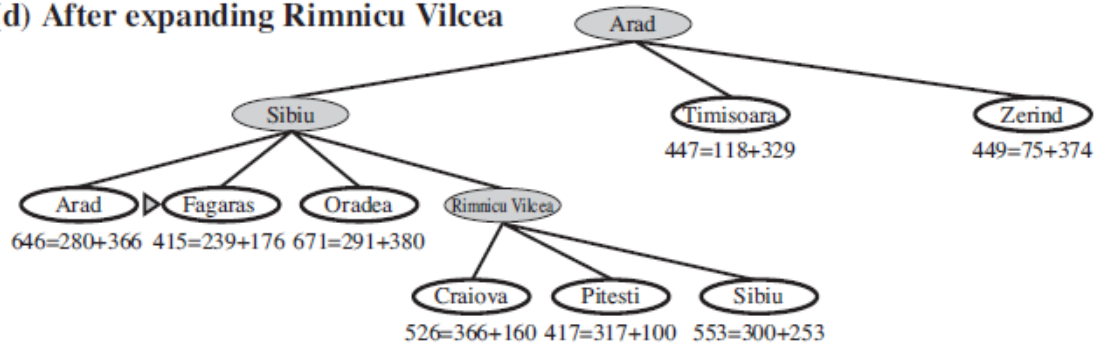 (d) After expanding Rimnicu Vilcea
Arad
Sibiu
Timisoara
Zerind
447=118+329
449=75+374
Arad
Fagaras
Oradea
Rimnicu Vilcea
646=280+366
415=239+176
671=291+380
Craiova
Pitesti
Sibiu
526=366+160
417=317+100
553=300+253